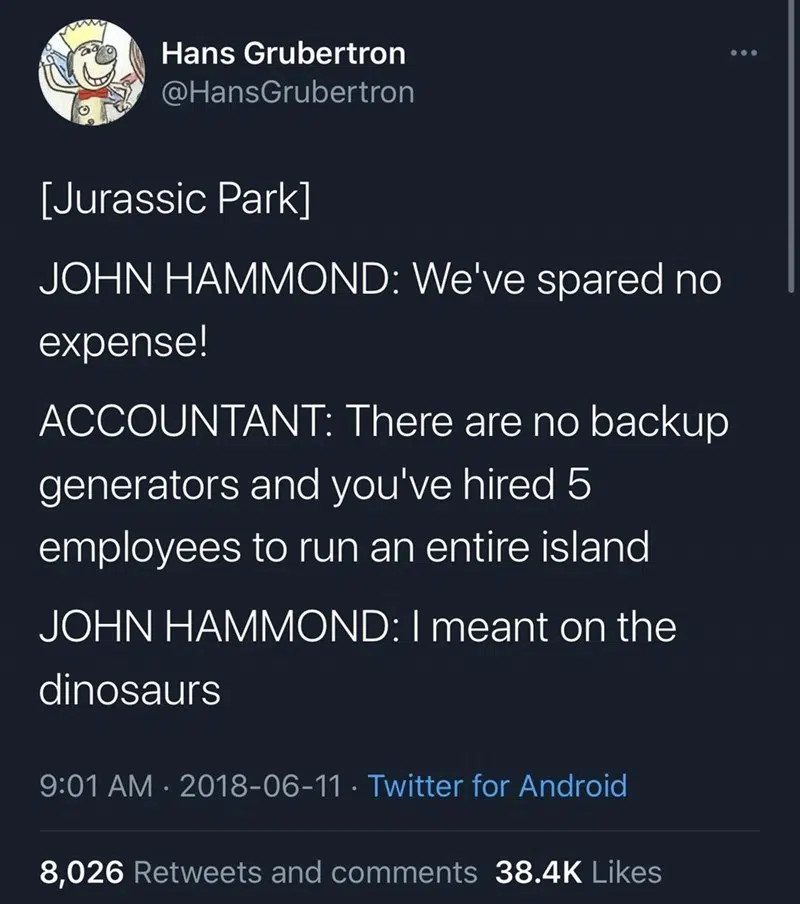 Hans Grubertron
@HansGrubertron
[Jurassic Park]
JOHN HAMMOND: We've spared no
expense!
ACCOUNTANT: There are no backup
generators and you've hired 5
employees to run an entire island
JOHN HAMMOND: I meant on the
dinosaurs
9:01 AM · 2018-06-11 · Twitter for Android
8,026 Retweets and comments 38.4K Likes